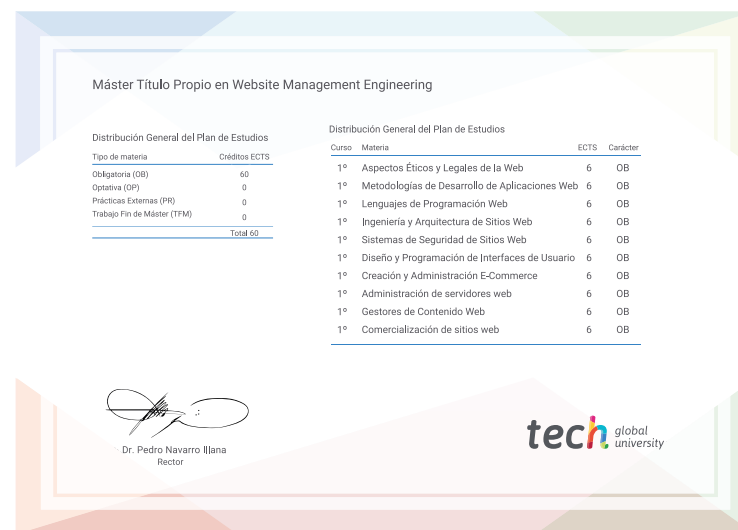 Máster Título Propio en Website Management Engineering
Distribución General del Plan de Estudios
Tipo de materia Créditos ECTS
Obligatoria (OB) 60
Optativa (OP) 0
Prácticas Externas (PR) 0
Trabajo Fin de Máster (TFM) 0
Total 60
Distribución General del Plan de Estudios
Curso Materia ECTS Carácter
1º Aspectos Éticos y Legales de la Web 6 OB
1º Metodologías de Desarrollo de Aplicaciones Web 6 OB
1º Lenguajes de Programación Web 6 OB
1º Ingeniería y Arquitectura de Sitios Web 6 OB
1º Sistemas de Seguridad de Sitios Web 6 OB
1º Diseño y Programación de Interfaces de Usuario 6 OB
1º Creación y Administración E-Commerce 6 OB
1º Administración de servidores web 6 OB
1º Gestores de Contenido Web 6 OB
1º Comercialización de sitios web 6 OB
Dr. Pedro Navarro Illana
Rector
tech global university